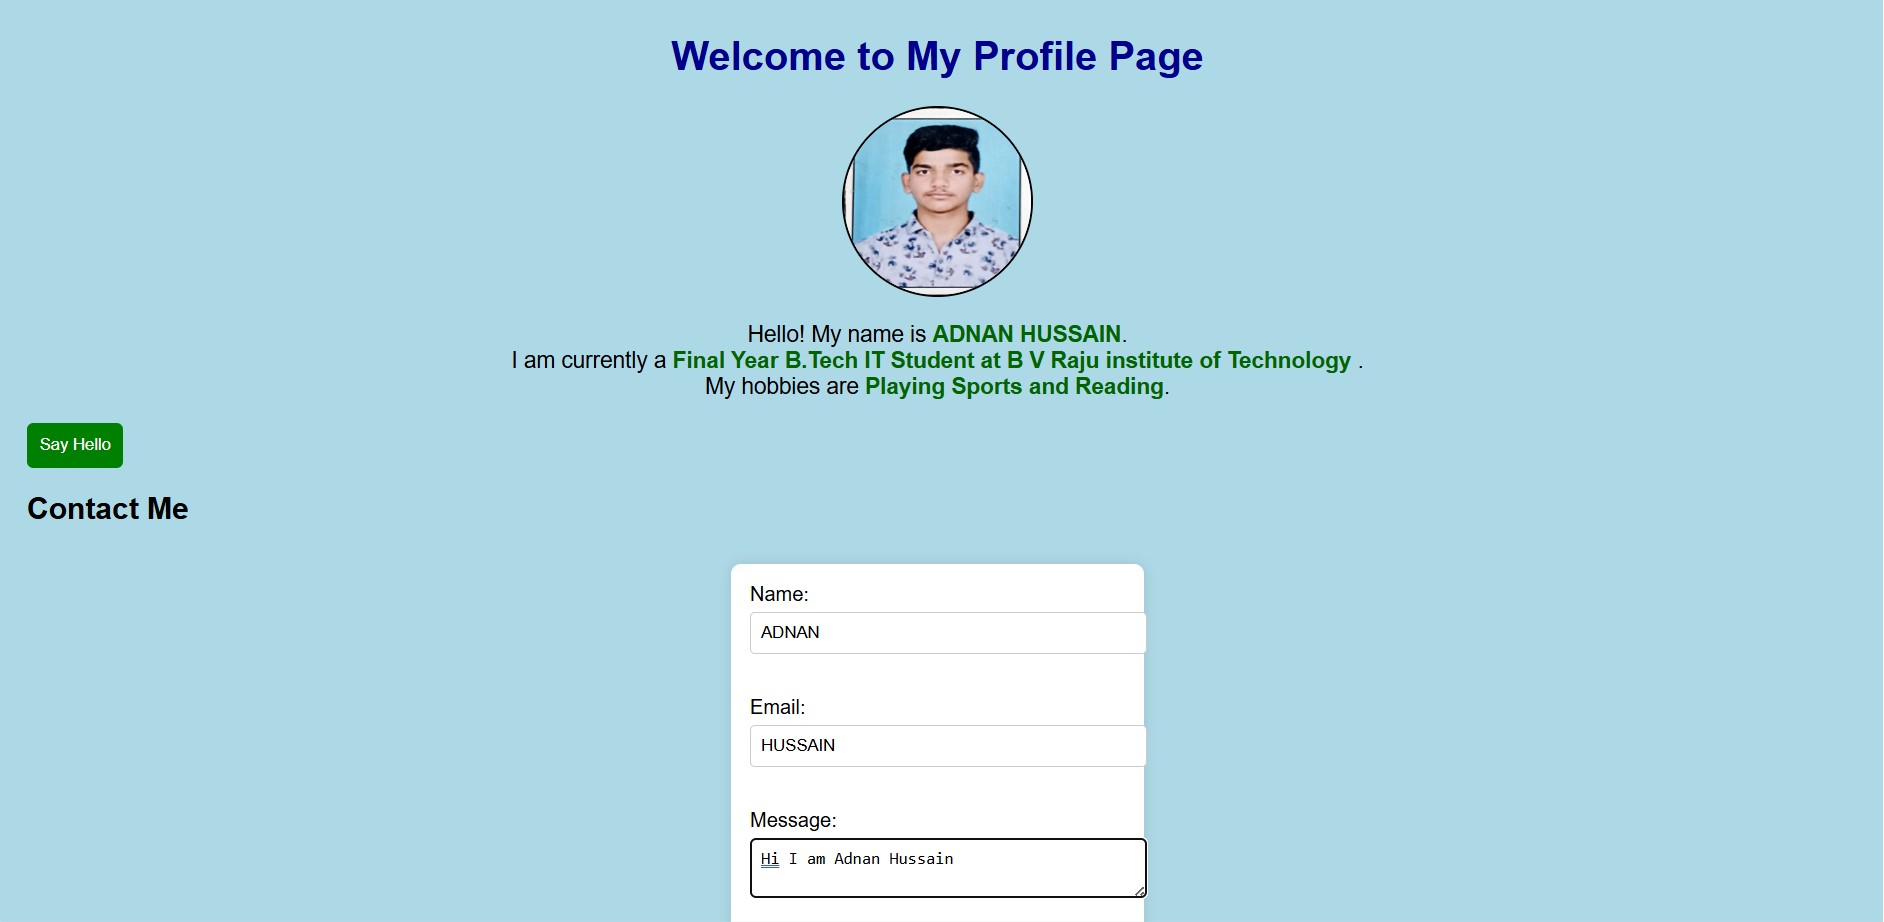 Welcome to My Profile Page
Hello! My name is ADNAN HUSSAIN.
I am currently a Final Year B.Tech IT Student at B V Raju institute of Technology .
My hobbies are Playing Sports and Reading.
Say Hello
Contact Me
Name:
ADNAN
Email:
HUSSAIN
Message:
Hi I am Adnan Hussain